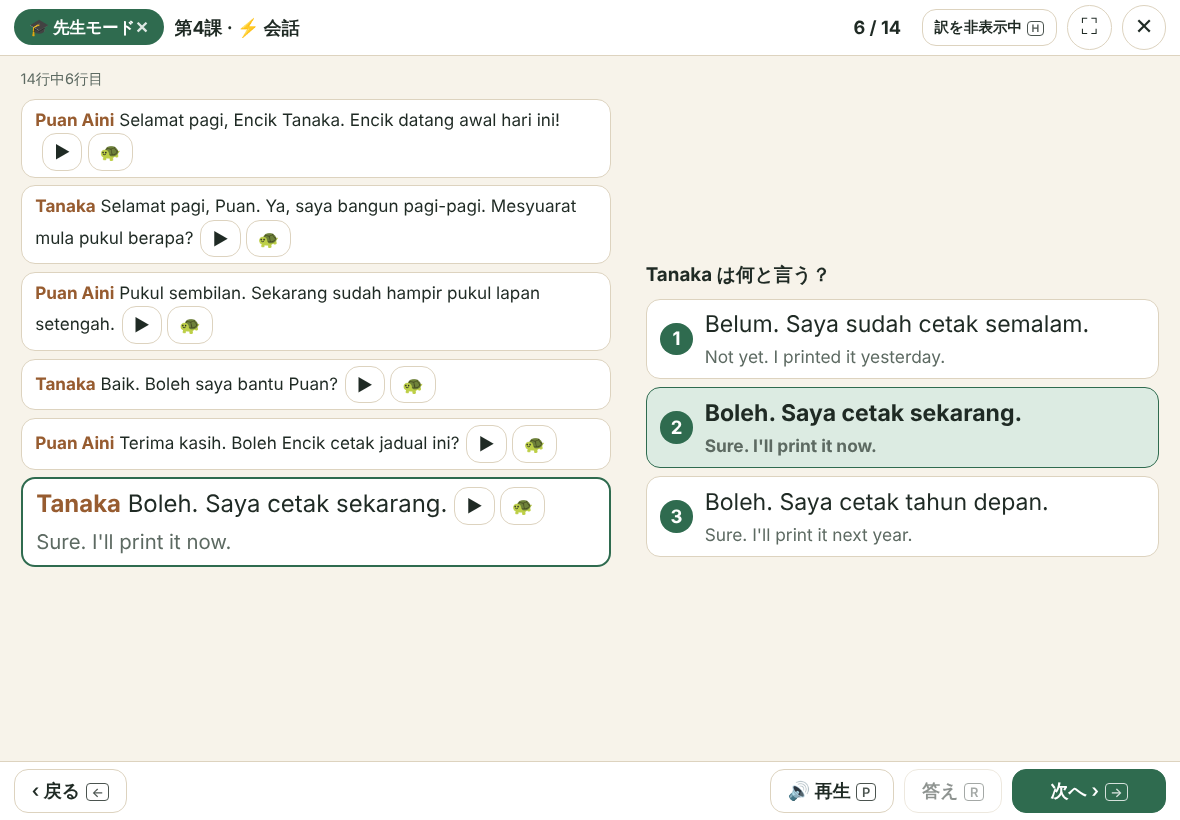 🎓 先生モード✕ 第4課 · ⚡ 会話
6 / 14
訳を非表示中 H
✕
14行中6行目
Puan Aini Selamat pagi, Encik Tanaka. Encik datang awal hari ini!
Tanaka Selamat pagi, Puan. Ya, saya bangun pagi-pagi. Mesyuarat
mula pukul berapa?
Puan Aini Pukul sembilan. Sekarang sudah hampir pukul lapan
setengah.
Tanaka Baik. Boleh saya bantu Puan?
Puan Aini Terima kasih. Boleh Encik cetak jadual ini?
Tanaka Boleh. Saya cetak sekarang.
Sure. I'll print it now.
Tanaka は何と言う？
1 Belum. Saya sudah cetak semalam.
Not yet. I printed it yesterday.
2 Boleh. Saya cetak sekarang.
Sure. I'll print it now.
3 Boleh. Saya cetak tahun depan.
Sure. I'll print it next year.
‹ 戻る ←
🔊 再生 P
答え R
次へ › →